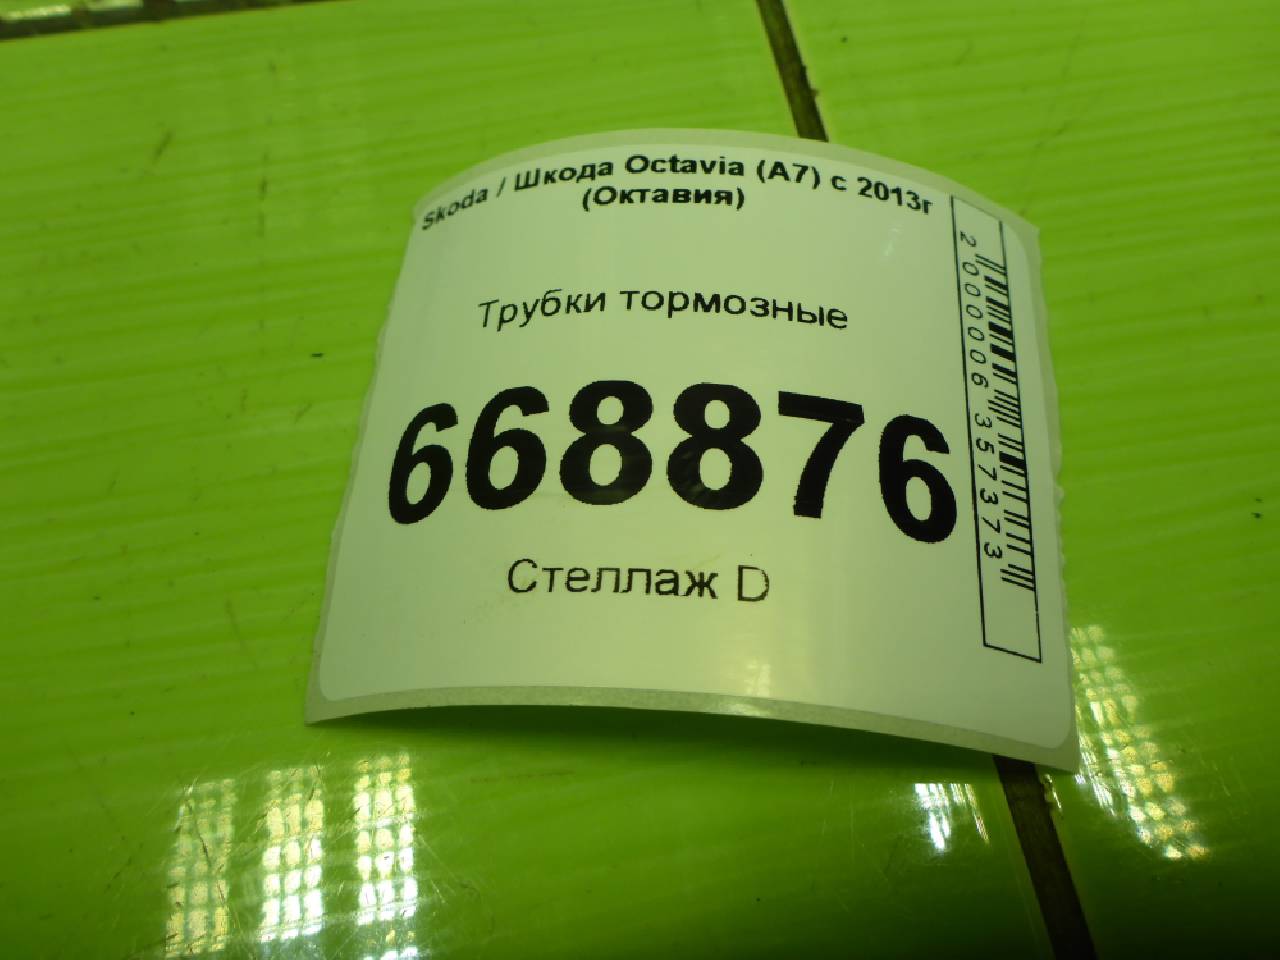 Skoda / Шкода Octavia (A7) с 2013г
(Октавия)
Трубки тормозные
668876
Стеллаж D
2000006357373